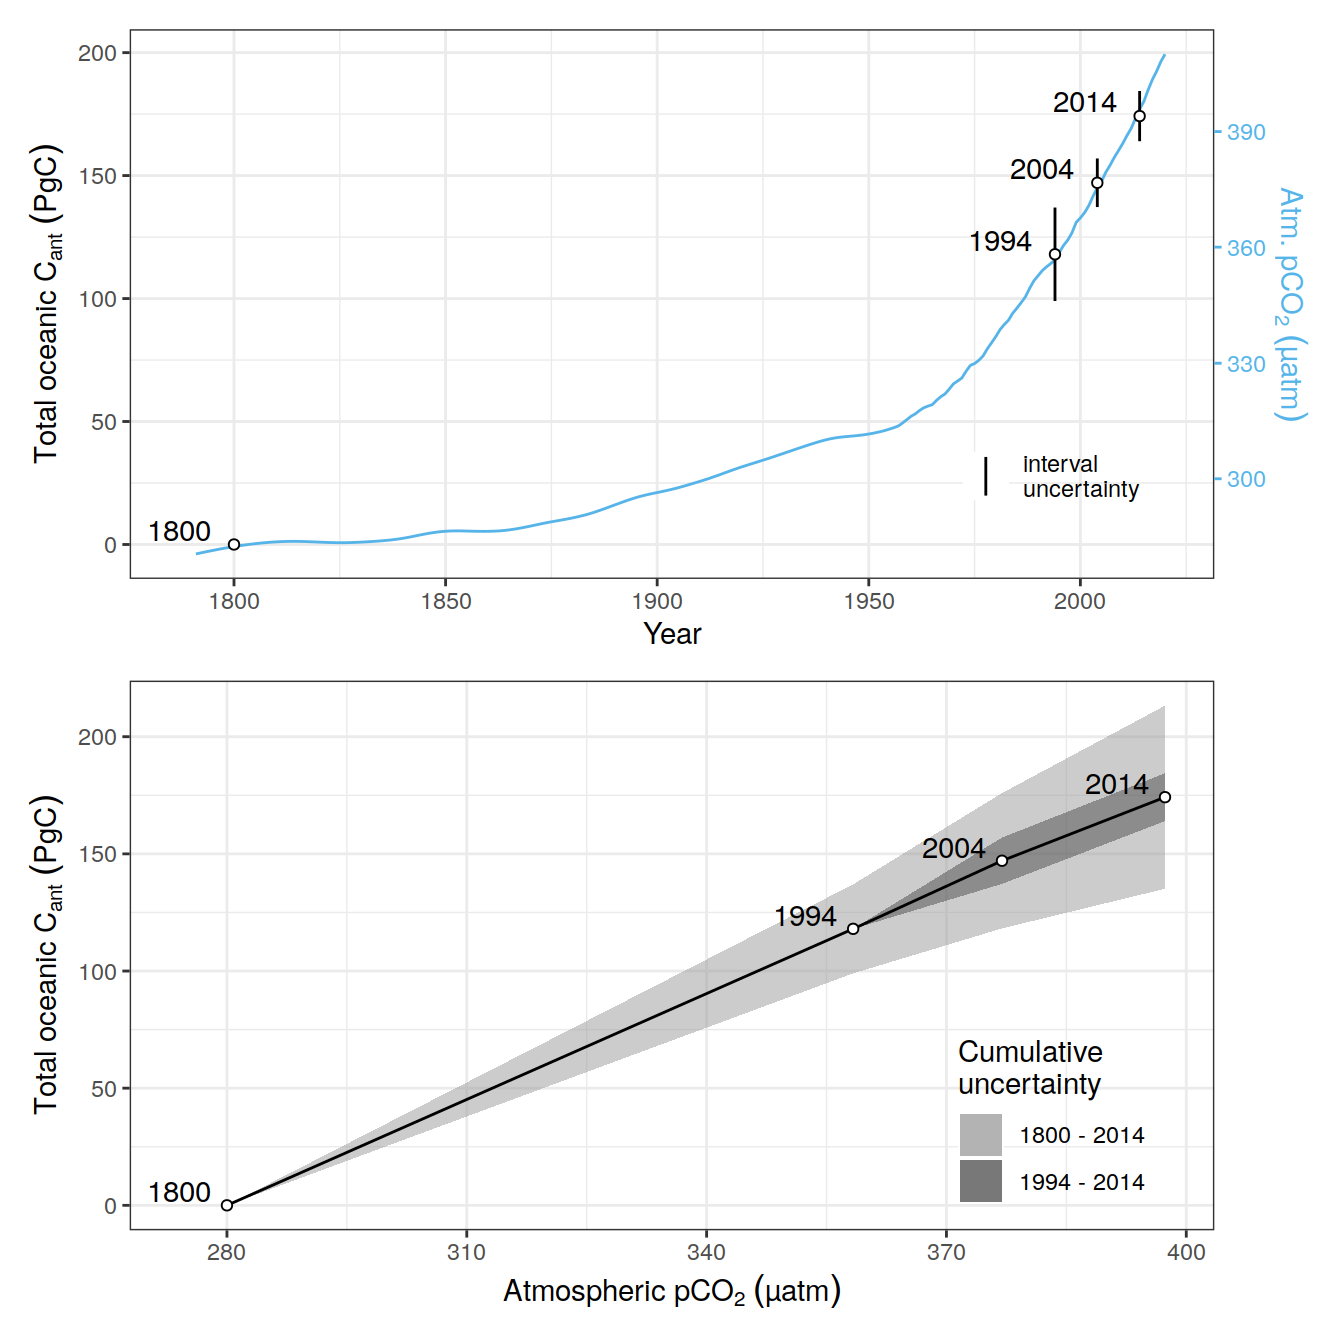 200
150
100
50
0
Total oceanic Cant (PgC)
1800
1994
2004
2014
interval
uncertainty
390
360
330
300
Atm. pCO2 (µatm)
1800 1850 1900 1950 2000
Year
200
150
100
50
0
Total oceanic Cant (PgC)
1800
1994
2004
2014
Cumulative
uncertainty
1800 - 2014
1994 - 2014
280 310 340 370 400
Atmospheric pCO2 (µatm)